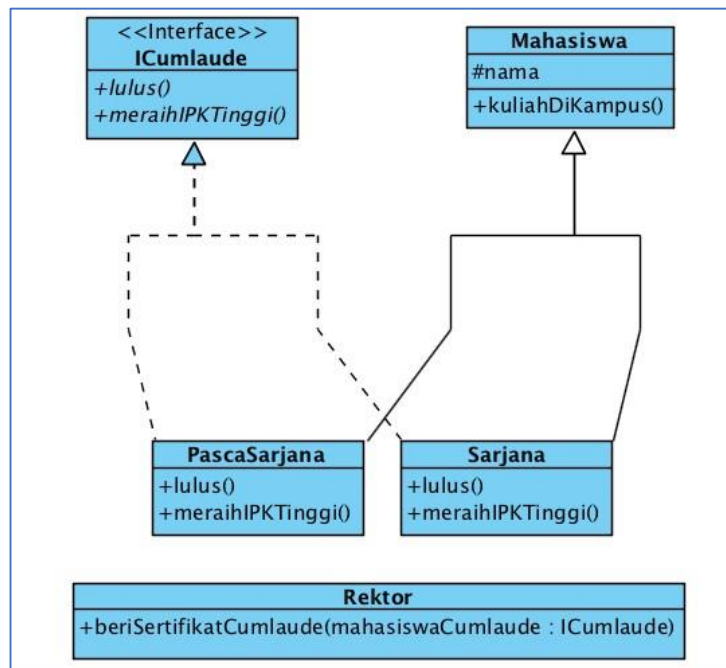 <<Interface>>
ICumlaude
+lulus()
+meraihIPKTinggi()
Mahasiswa
#nama
+kuliahDiKampus()
PascaSarjana
+lulus()
+meraihIPKTinggi()
Sarjana
+lulus()
+meraihIPKTinggi()
Rektor
+beriSertifikatCumlaude(mahasiswaCumlaude : ICumlaude)